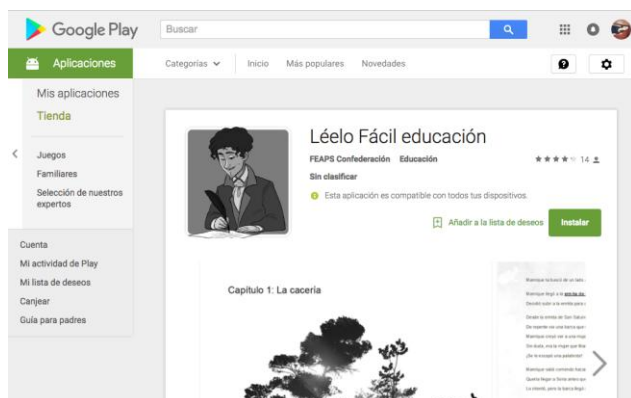 Google Play
Buscar
Aplicaciones
Categorías
Inicio
Más populares
Novedades
Mis aplicaciones
Tienda
Juegos
Familiares
Selección de nuestros
expertos
Cuenta
Mi actividad de Play
Mi lista de deseos
Canjear
Guía para padres
Léelo Fácil educación
FEAPS Confederación Educación
14
Sin clasificar
Esta aplicación es compatible con todos tus dispositivos.
Añadir a la lista de deseos
Instalar
Capítulo 1: La cacería